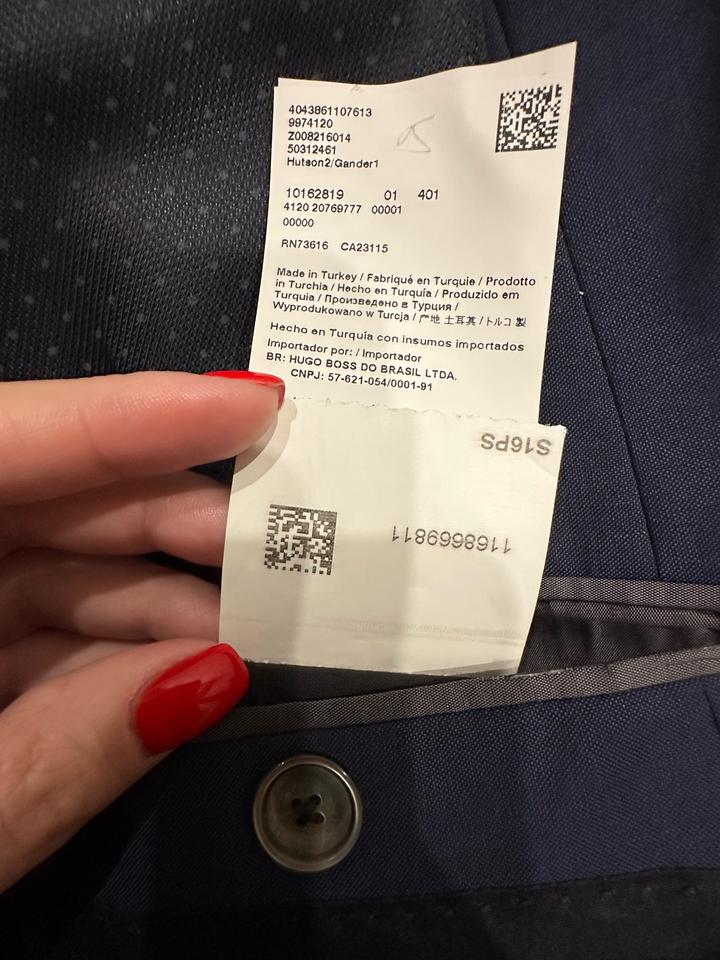 4043861107613
9974120
Z008216014
50312461
Hutson2/Gander1
10162819 01 401
4120 20769777 00001
00000
RN73616 CA23115
Made in Turkey / Fabriqué en Turquie / Prodotto
in Turchia / Hecho en Turquía / Produzido em
Turquia / Произведено в Турции /
Wyprodukowano w Turcja / 产地 土耳其 / トルコ 製
Hecho en Turquía con insumos importados
Importador por: / Importador
BR: HUGO BOSS DO BRASIL LTDA.
CNPJ: 57-621-054/0001-91
S16PS
1168669811